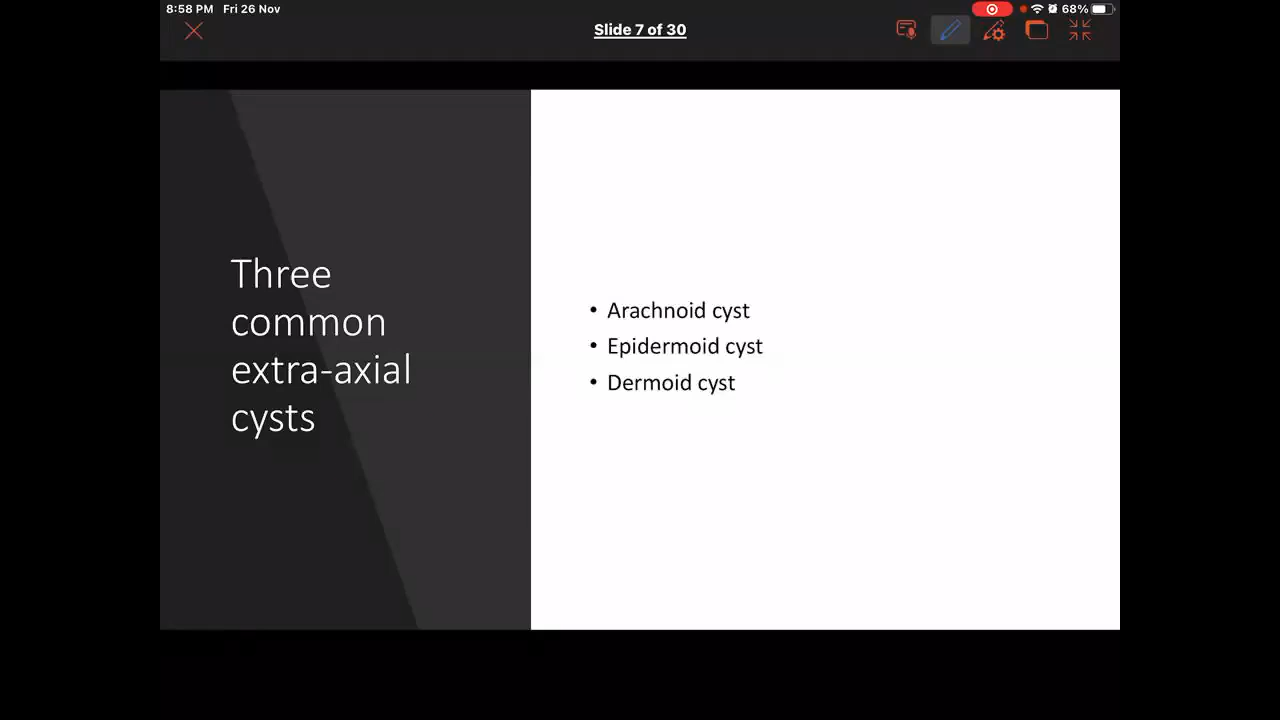 8:58 PM Fri 26 Nov
68%
Slide 7 of 30
Three
common
extra-axial
cysts
• Arachnoid cyst
• Epidermoid cyst
• Dermoid cyst